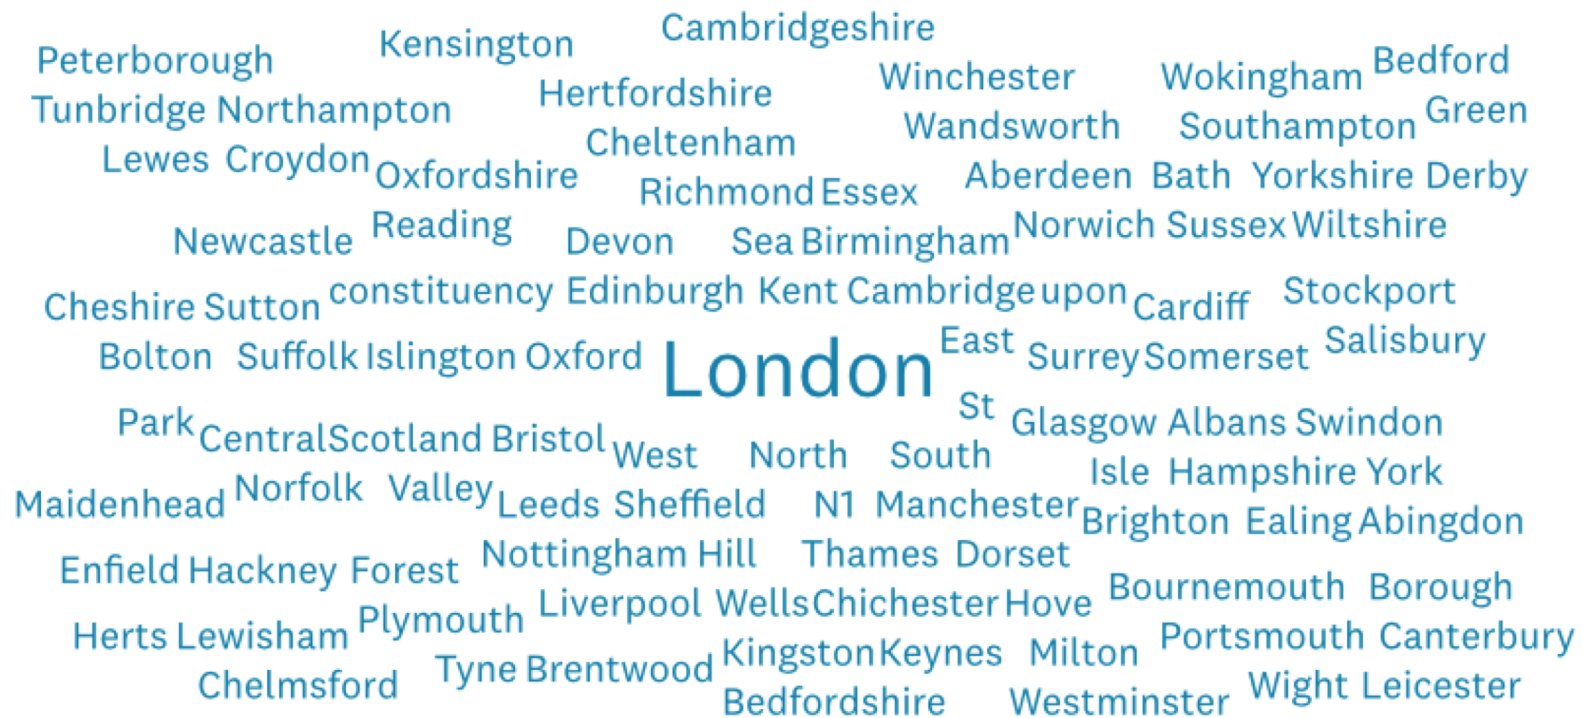 Cambridgeshire
Peterborough Kensington Bedford
Winchester Wokingham
Tunbridge Northampton Hertfordshire Green
Wandsworth Southampton
Lewes Croydon Cheltenham
Oxfordshire Aberdeen Bath Yorkshire Derby
Richmond Essex
Newcastle Reading Devon Sea Birmingham Norwich Sussex Wiltshire
Cheshire Sutton constituency Edinburgh Kent Cambridge upon Cardiff Stockport
Bolton Suffolk Islington Oxford London East Surrey Somerset Salisbury
St
Park Central Scotland Bristol Glasgow Albans Swindon
West North South Isle Hampshire York
Maidenhead Norfolk Valley Leeds Sheffield N1 Manchester Brighton Ealing Abingdon
Enfield Hackney Forest Nottingham Hill Thames Dorset
Liverpool Wells Chichester Hove Bournemouth Borough
Herts Lewisham Plymouth Kingston Keynes Milton Portsmouth Canterbury
Chelmsford Tyne Brentwood Bedfordshire Westminster Wight Leicester